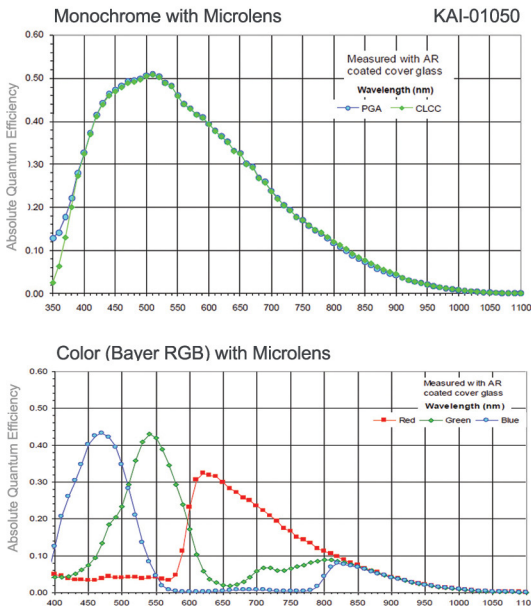 Monochrome with Microlens KAI-01050
Absolute Quantum Efficiency
0.60
0.50
0.40
0.30
0.20
0.10
0.00
Measured with AR
coated cover glass
Wavelength (nm)
PGA CLCC
350 400 450 500 550 600 650 700 750 800 850 900 950 1000 1050 1100
Color (Bayer RGB) with Microlens
Absolute Quantum Efficiency
0.60
0.50
0.40
0.30
0.20
0.10
0.00
Measured with AR
coated cover glass
Wavelength (nm)
Red Green Blue
400 450 500 550 600 650 700 750 800 850 900 950 1000 1050